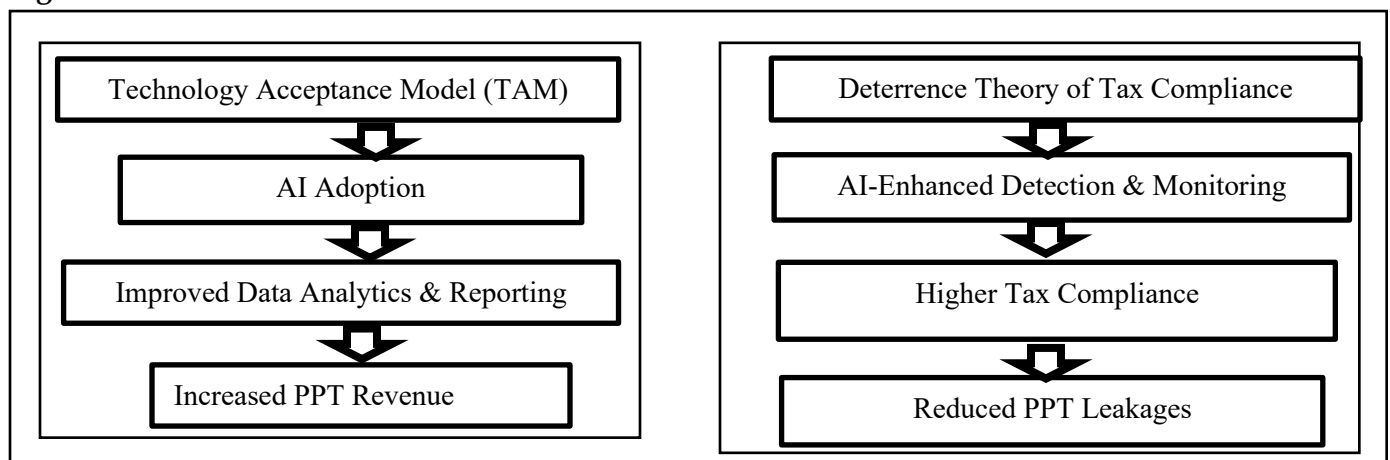 Technology Acceptance Model (TAM)
AI Adoption
Improved Data Analytics & Reporting
Increased PPT Revenue
Deterrence Theory of Tax Compliance
AI-Enhanced Detection & Monitoring
Higher Tax Compliance
Reduced PPT Leakages